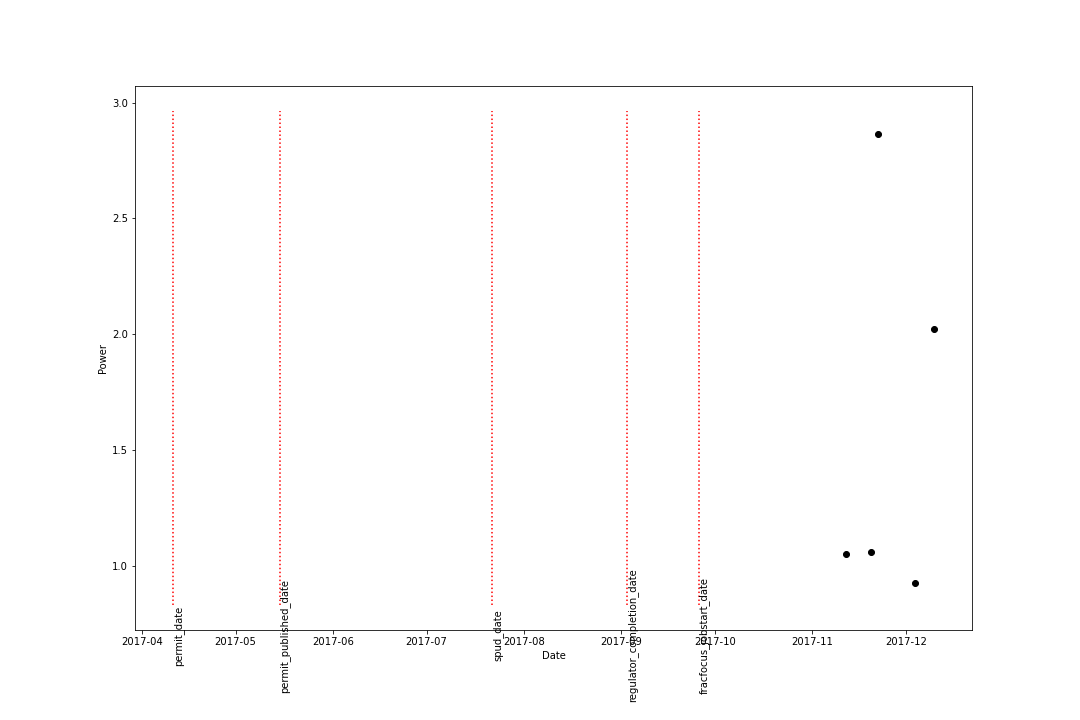 3.0
2.5
2.0
1.5
1.0
Power
2017-04
2017-05
2017-06
2017-07
2017-08
2017-09
2017-10
2017-11
2017-12
Date
permit_date
permit_published_date
spud_date
regulator_completion_date
fracfocus_jobstart_date